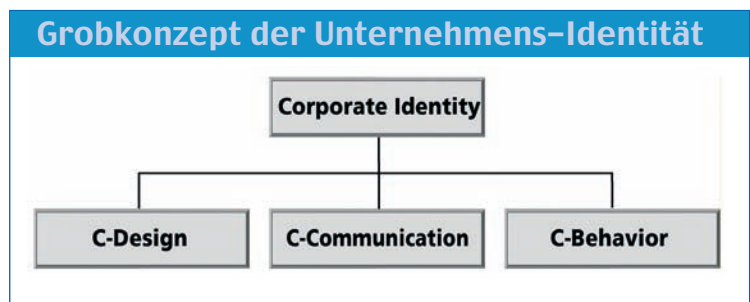 Grobkonzept der Unternehmens-Identität
Corporate Identity
C-Design
C-Communication
C-Behavior